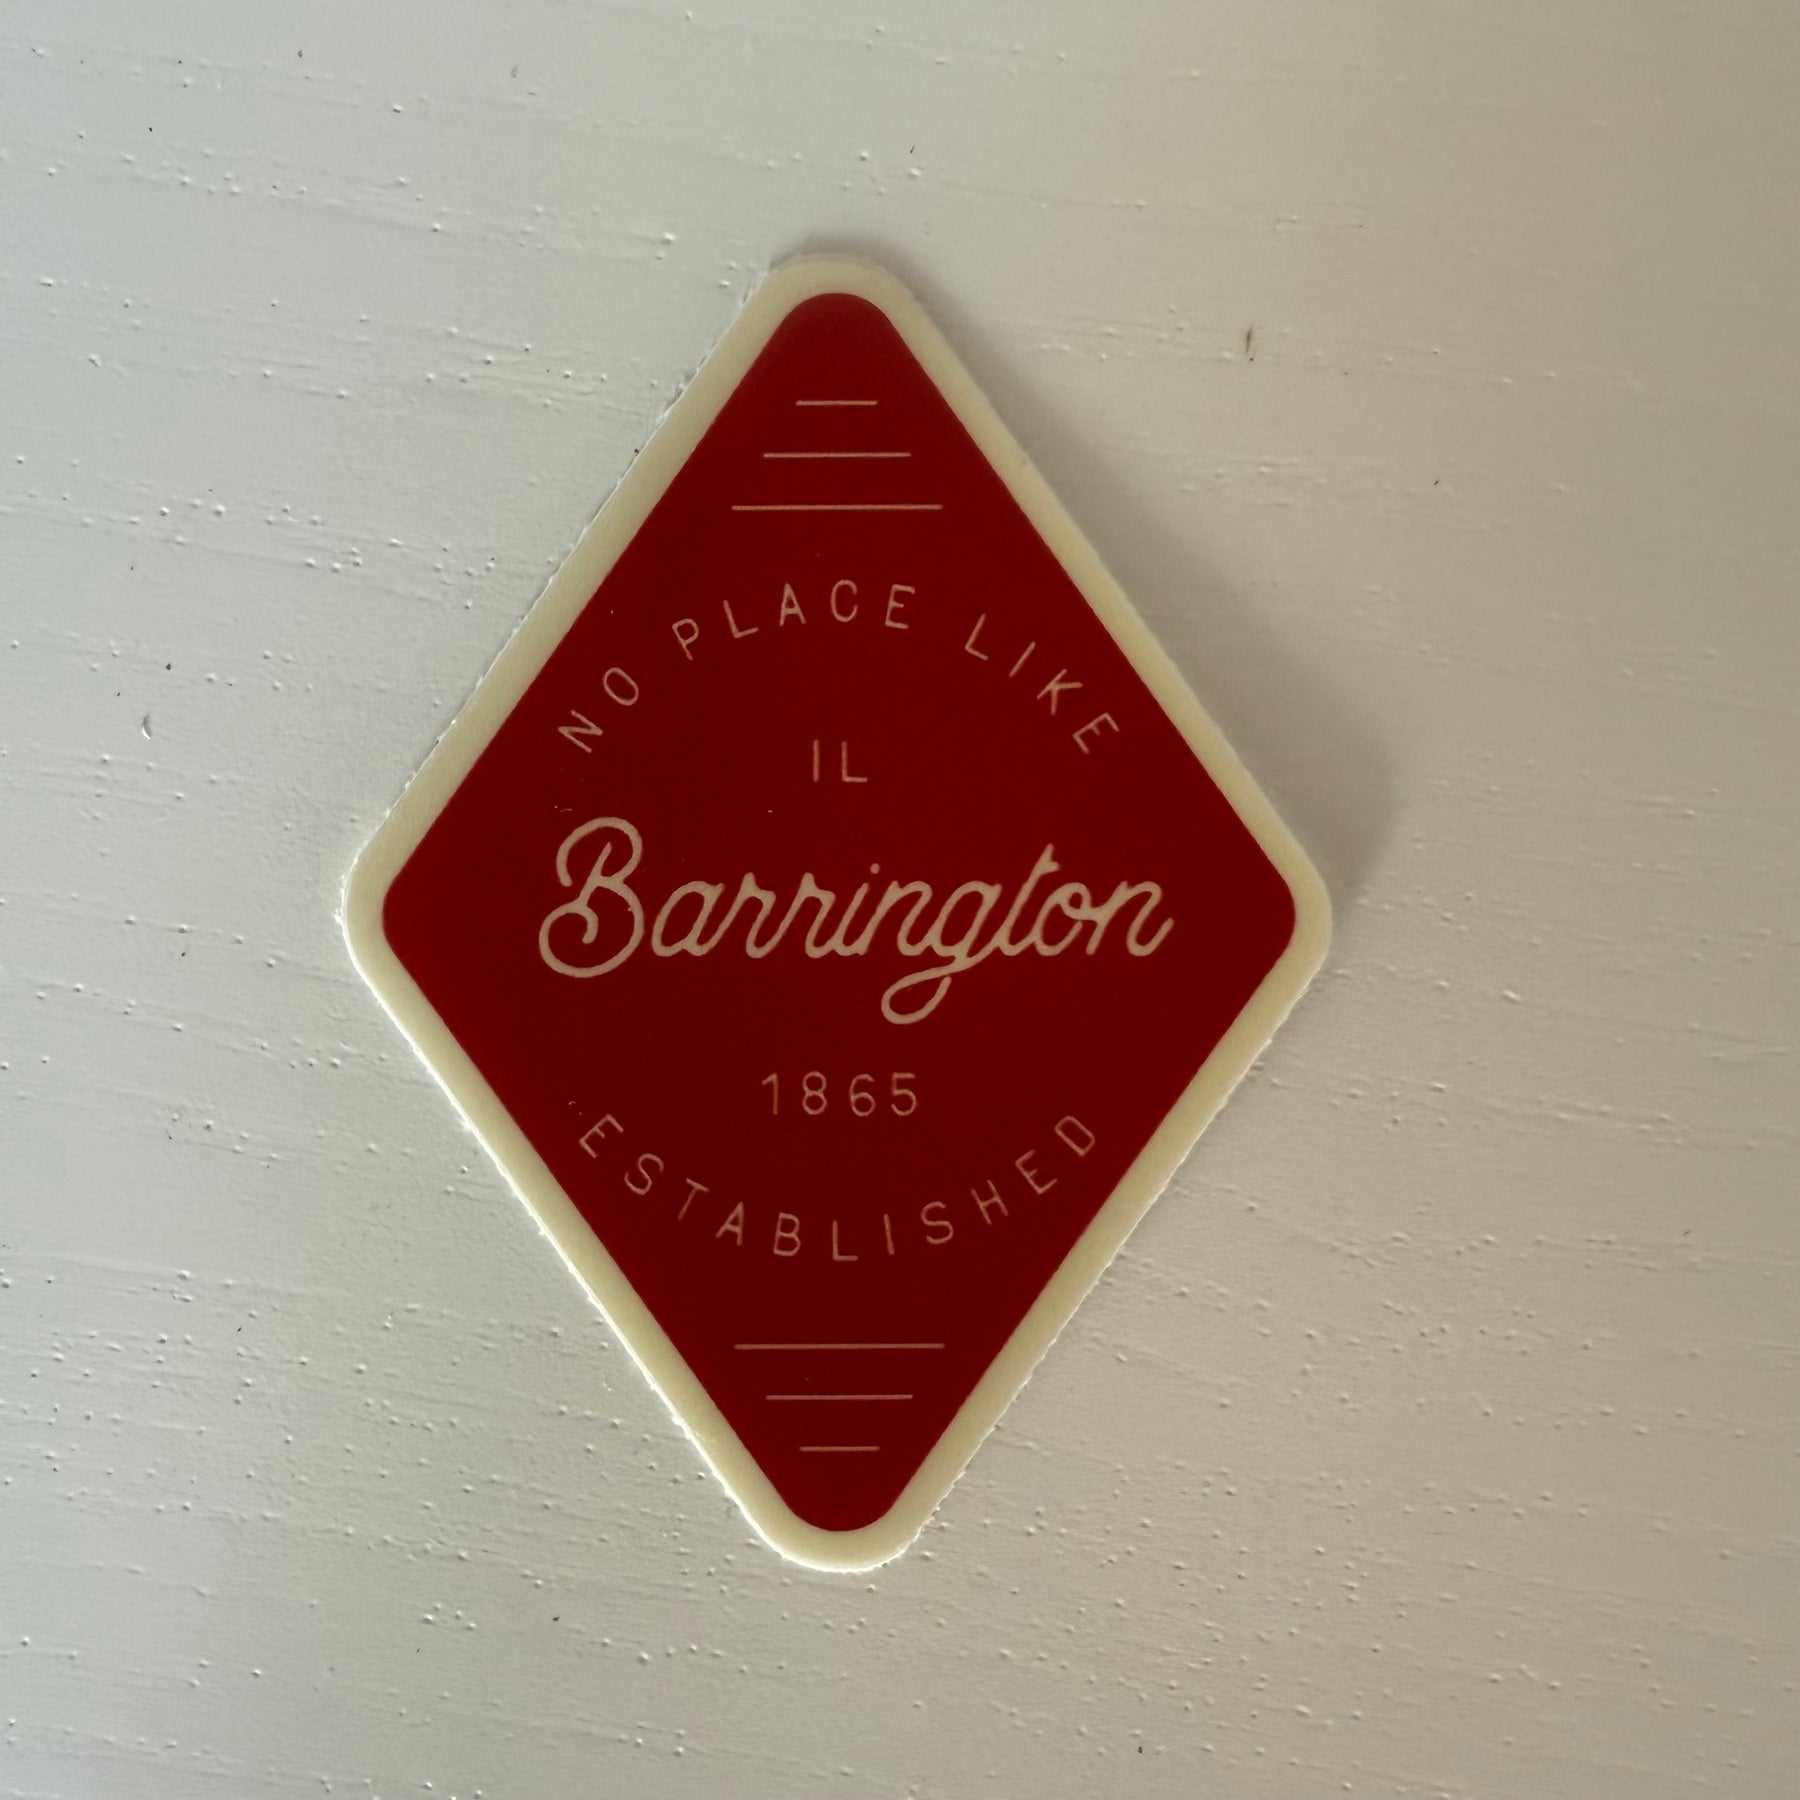 NO PLACE LIKE
IL
Barrington
1865
ESTABLISHED